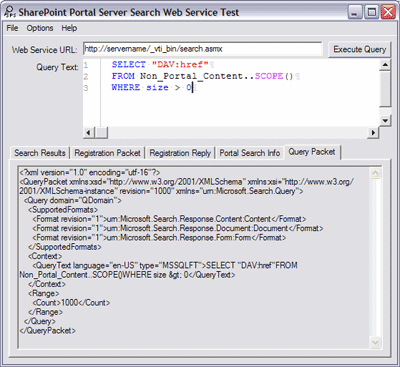 SharePoint Portal Server Search Web Service Test
File Options Help
Web Service URL: http://servername/_vti_bin/search.asmx Execute Query
Query Text: 1 SELECT "DAV:href"¶
2 FROM Non_Portal_Content..SCOPE()¶
3 WHERE size > 0
Search Results Registration Packet Registration Reply Portal Search Info Query Packet
<?xml version="1.0" encoding="utf-16"?>
<QueryPacket xmlns:xsd="http://www.w3.org/2001/XMLSchema" xmlns:xsi="http://www.w3.org/
2001/XMLSchema-instance" revision="1000" xmlns="urn:Microsoft.Search.Query">
<Query domain="QDomain">
<SupportedFormats>
<Format revision="1">urn:Microsoft.Search.Response.Content:Content</Format>
<Format revision="1">urn:Microsoft.Search.Response.Document:Document</Format>
<Format revision="1">urn:Microsoft.Search.Response.Form:Form</Format>
</SupportedFormats>
<Context>
<QueryText language="en-US" type="MSSQLFT">SELECT "DAV:href"FROM
Non_Portal_Content..SCOPE()WHERE size &gt; 0</QueryText>
</Context>
<Range>
<Count>1000</Count>
</Range>
</Query>
</QueryPacket>